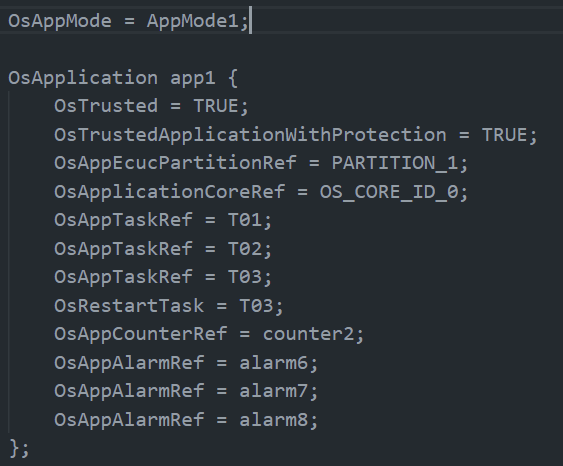 OsAppMode = AppMode1;
OsApplication app1 {
OsTrusted = TRUE;
OsTrustedApplicationWithProtection = TRUE;
OsAppEcucPartitionRef = PARTITION_1;
OsApplicationCoreRef = OS_CORE_ID_0;
OsAppTaskRef = T01;
OsAppTaskRef = T02;
OsAppTaskRef = T03;
OsRestartTask = T03;
OsAppCounterRef = counter2;
OsAppAlarmRef = alarm6;
OsAppAlarmRef = alarm7;
OsAppAlarmRef = alarm8;
};